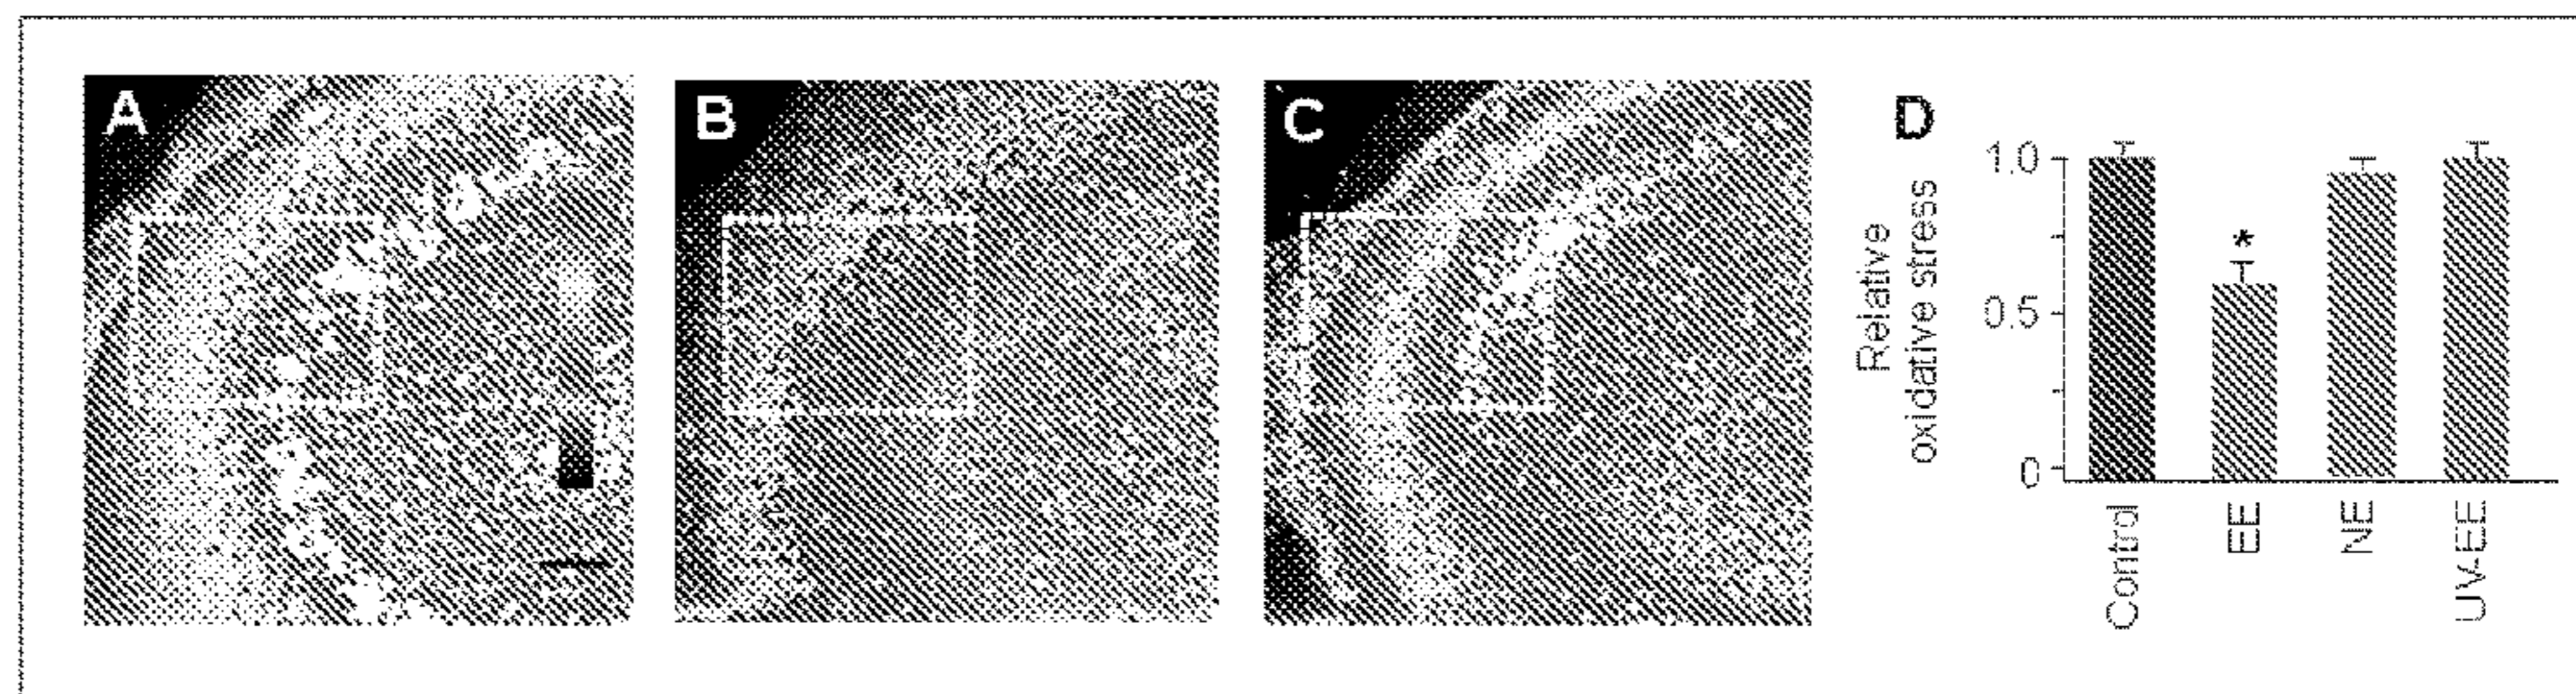 A
B
C
D
Relative
oxidative stress
1.0
0.5
0
*
Control
EE
NE
UV-EE